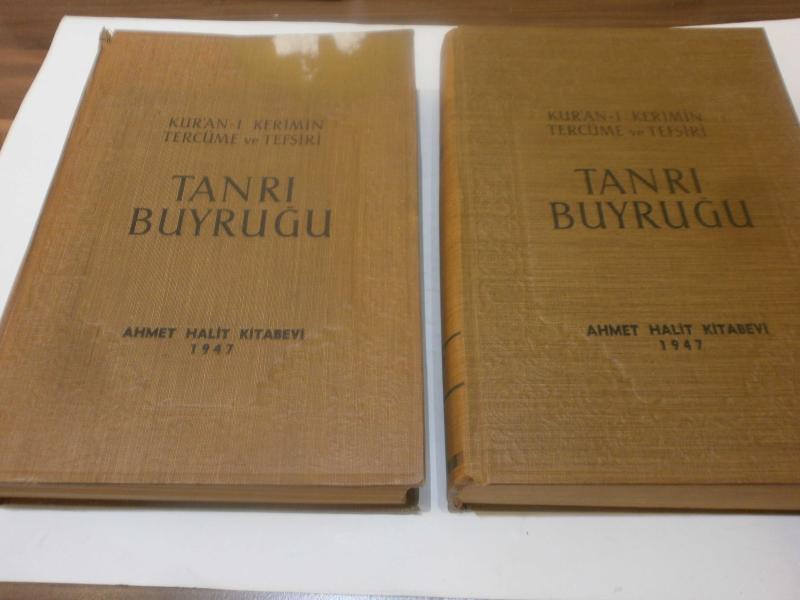 KUR'AN-I KERİMİN
TERCÜME ve TEFSİRİ
TANRI
BUYRUĞU
AHMET HALİT KİTABEVİ
1947
KUR'AN-I KERİMİN
TERCÜME ve TEFSİRİ
TANRI
BUYRUĞU
AHMET HALİT KİTABEVİ
1947